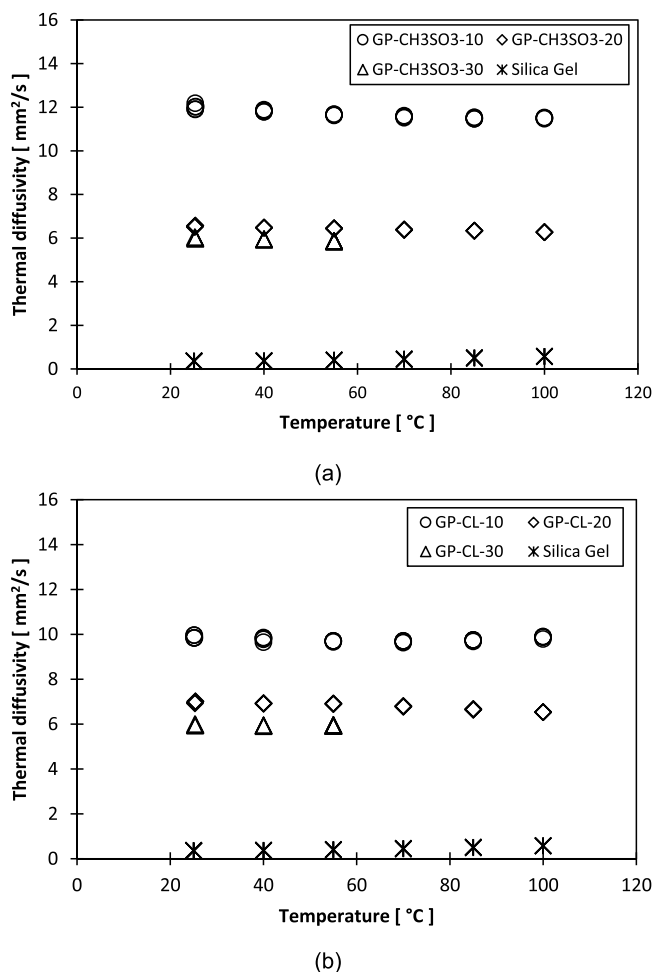 16
14
12
10
8
6
4
2
0
Thermal diffusivity [ mm²/s ]
GP-CH3SO3-10 GP-CH3SO3-20
GP-CH3SO3-30 Silica Gel
0 20 40 60 80 100 120
Temperature [ °C ]
(a)
16
14
12
10
8
6
4
2
0
Thermal diffusivity [ mm²/s ]
GP-CL-10 GP-CL-20
GP-CL-30 Silica Gel
0 20 40 60 80 100 120
Temperature [ °C ]
(b)